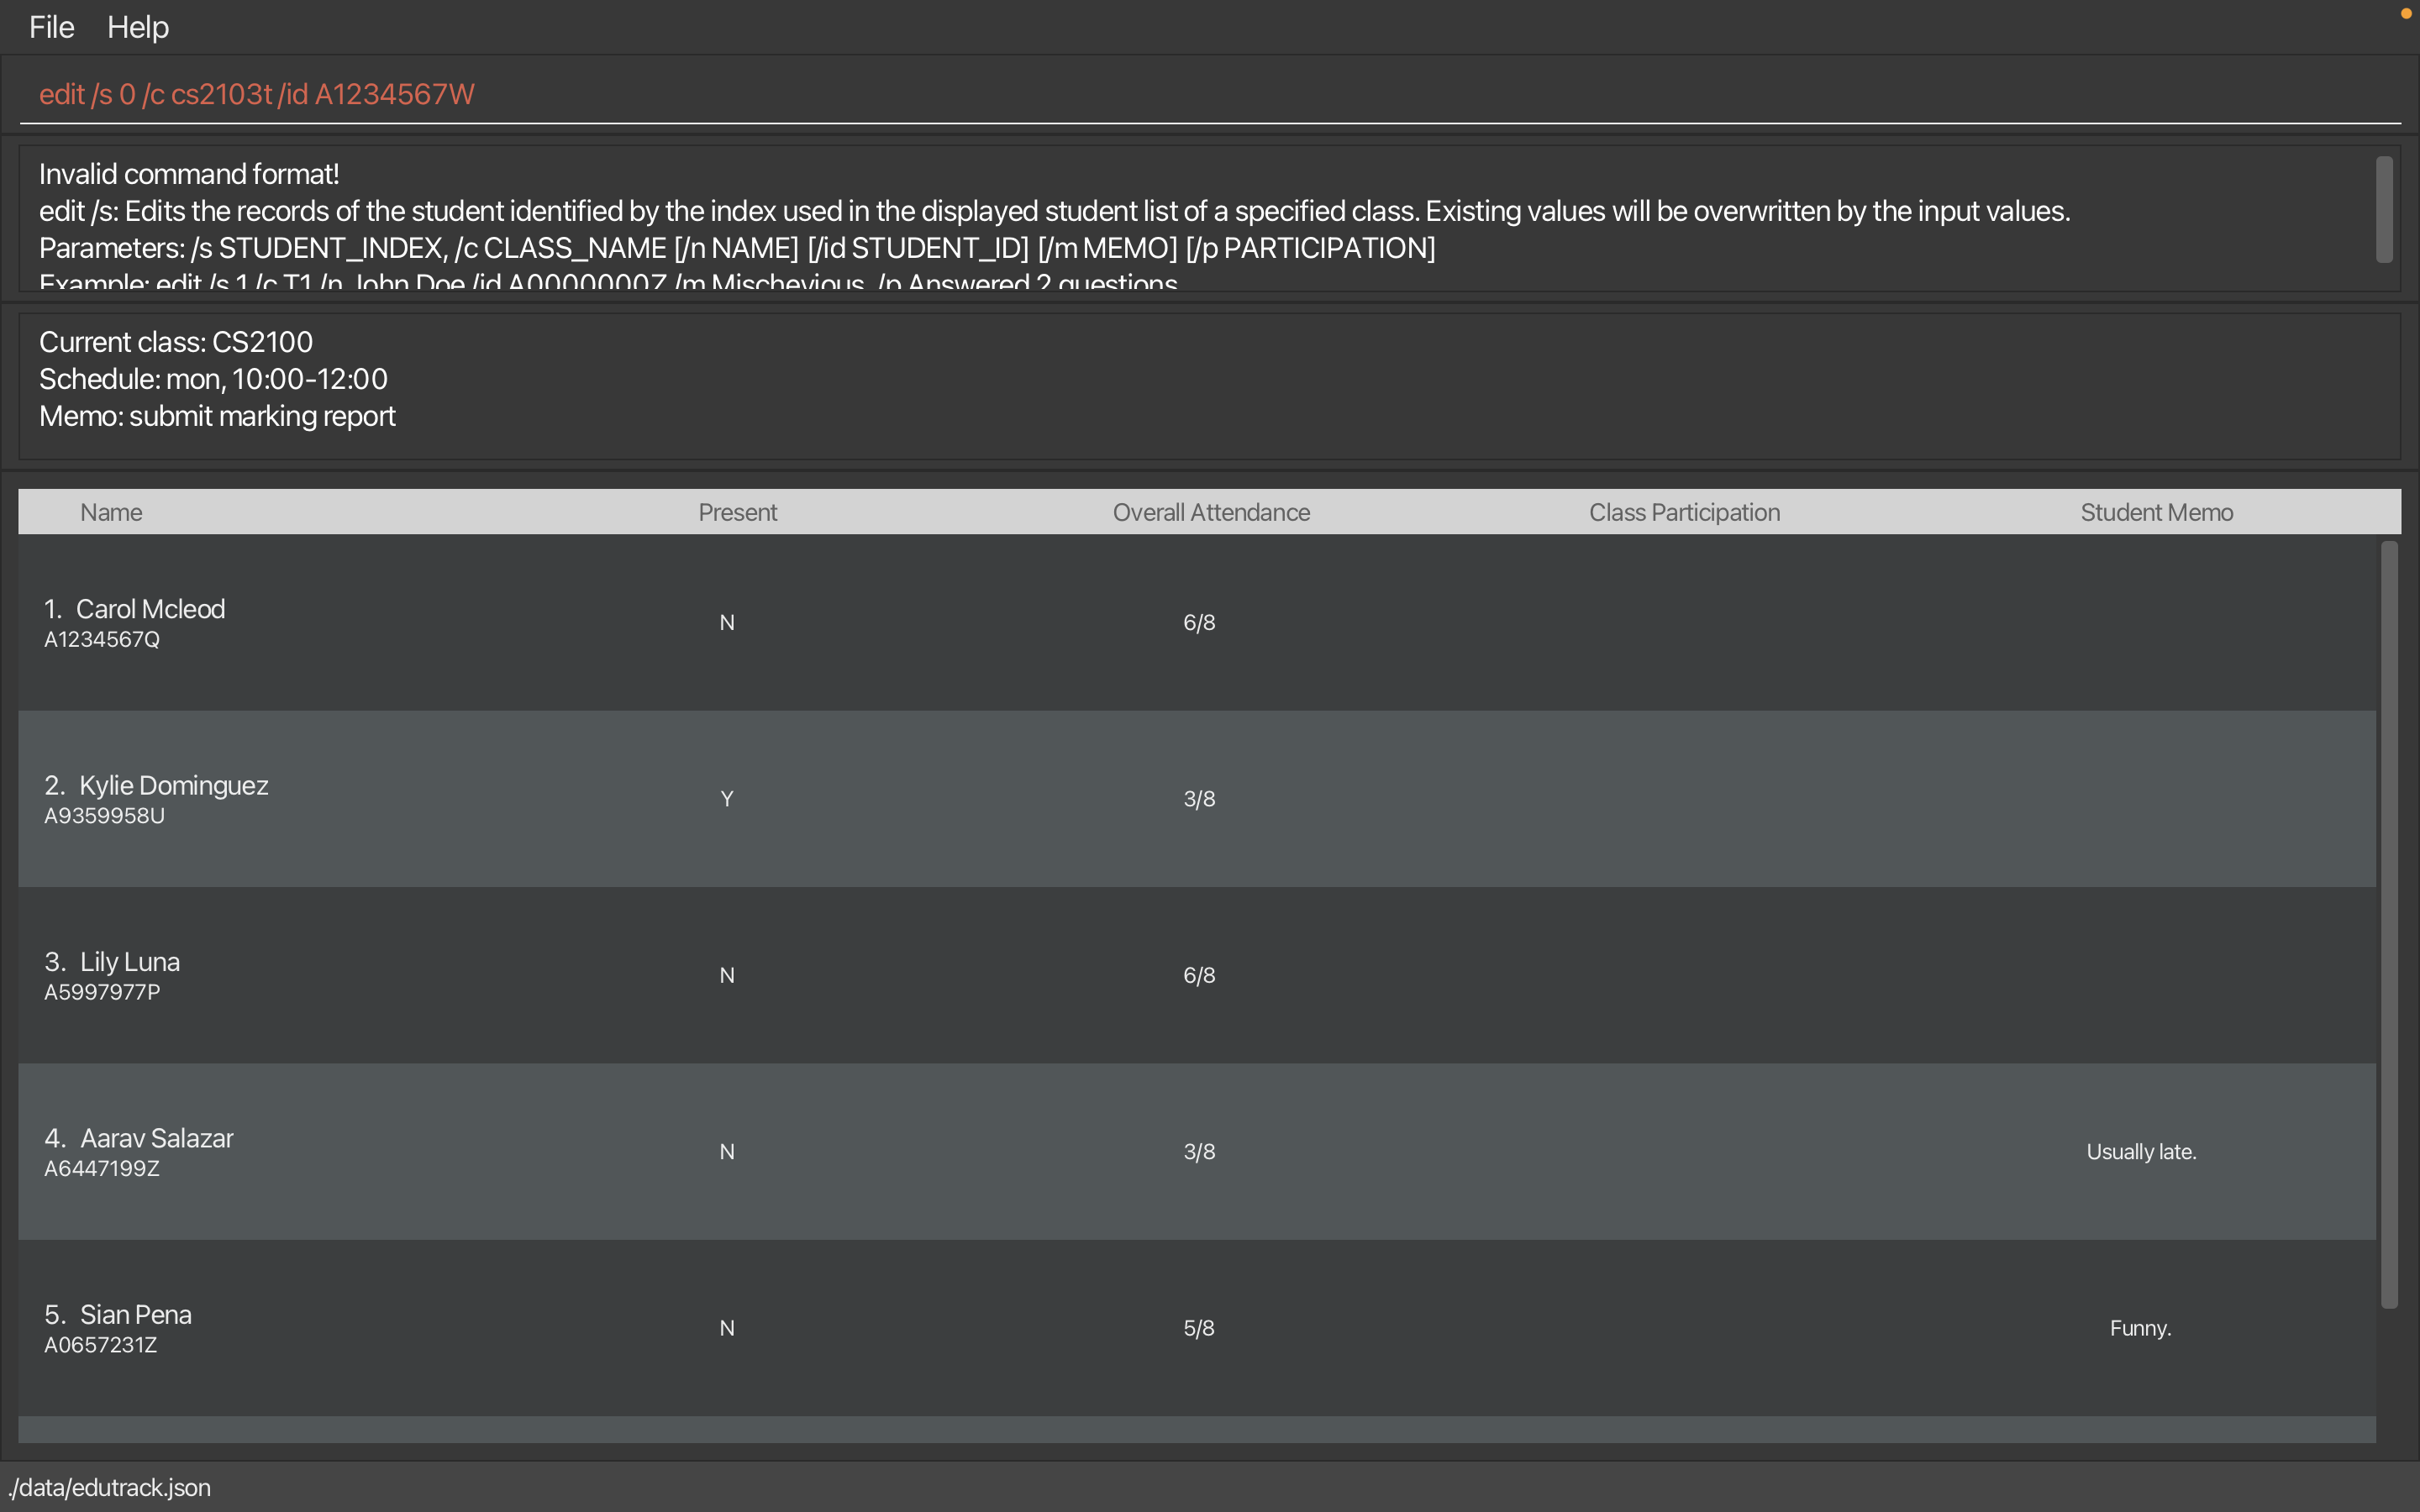 File Help
edit /s 0 /c cs2103t /id A1234567W
Invalid command format!
edit /s: Edits the records of the student identified by the index used in the displayed student list of a specified class. Existing values will be overwritten by the input values.
Parameters: /s STUDENT_INDEX, /c CLASS_NAME [/n NAME] [/id STUDENT_ID] [/m MEMO] [/p PARTICIPATION]
Example: edit /s 1 /c T1 /n John Doe /id A0000000Z /m Mischevious, /p Answered 2 questions
Current class: CS2100
Schedule: mon, 10:00-12:00
Memo: submit marking report
Name Present Overall Attendance Class Participation Student Memo
1. Carol Mcleod
A1234567Q
N 6/8
2. Kylie Dominguez
A9359958U
Y 3/8
3. Lily Luna
A5997977P
N 6/8
4. Aarav Salazar
A6447199Z
N 3/8 Usually late.
5. Sian Pena
A0657231Z
N 5/8 Funny.
./data/edutrack.json